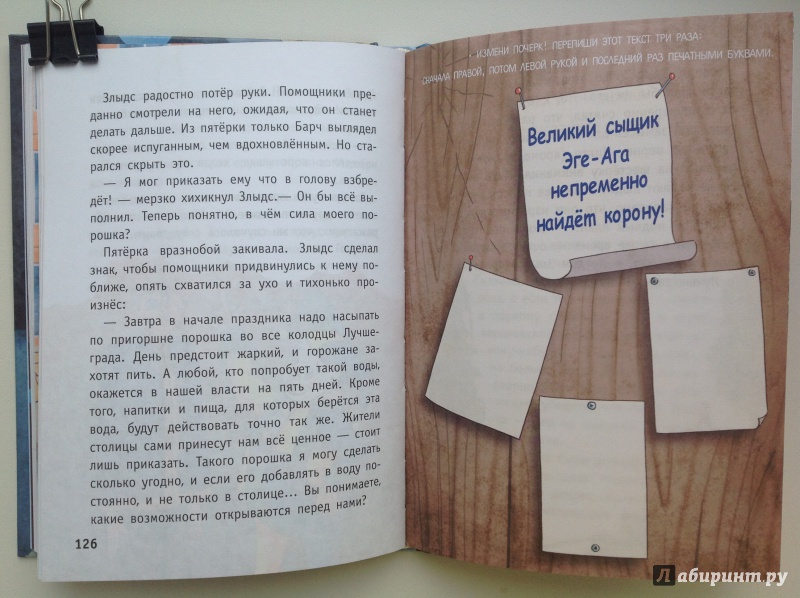 Злыдс радостно потёр руки. Помощники пре-
данно смотрели на него, ожидая, что он станет
делать дальше. Из пятёрки только Барч выглядел
скорее испуганным, чем вдохновлённым. Но ста-
рался скрыть это.
— Я мог приказать ему что в голову взбре-
дёт! — мерзко хихикнул Злыдс.— Он бы всё вы-
полнил. Теперь понятно, в чём сила моего по-
рошка?
Пятёрка вразнобой закивала. Злыдс сделал
знак, чтобы помощники придвинулись к нему по-
ближе, опять схватился за ухо и тихонько про-
изнёс:
— Завтра в начале праздника надо насыпать
по пригоршне порошка во все колодцы Лучше-
града. День предстоит жаркий, и горожане за-
хотят пить. А любой, кто попробует такой воды,
окажется в нашей власти на пять дней. Кроме
того, напитки и пища, для которых берётся эта
вода, будут действовать точно так же. Жители
столицы сами принесут нам всё ценное — стоит
лишь приказать. Такого порошка я могу сделать
сколько угодно, и если его добавлять в воду по-
стоянно, и не только в столице... Вы понимаете,
какие возможности открываются перед нами?
126
ИЗМЕНИ ПОЧЕРК! ПЕРЕПИШИ ЭТОТ ТЕКСТ ТРИ РАЗА:
СНАЧАЛА ПРАВОЙ, ПОТОМ ЛЕВОЙ РУКОЙ И ПОСЛЕДНИЙ РАЗ ПЕЧАТНЫМИ БУКВАМИ.
Великий сыщик
Эге-Ага
непременно
найдёт корону!
Лабиринт.ру